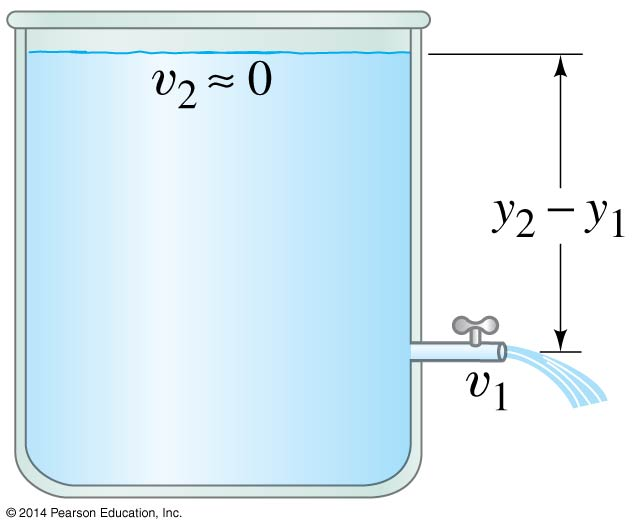 v₂ ≈ 0
y₂ − y₁
v₁
© 2014 Pearson Education, Inc.